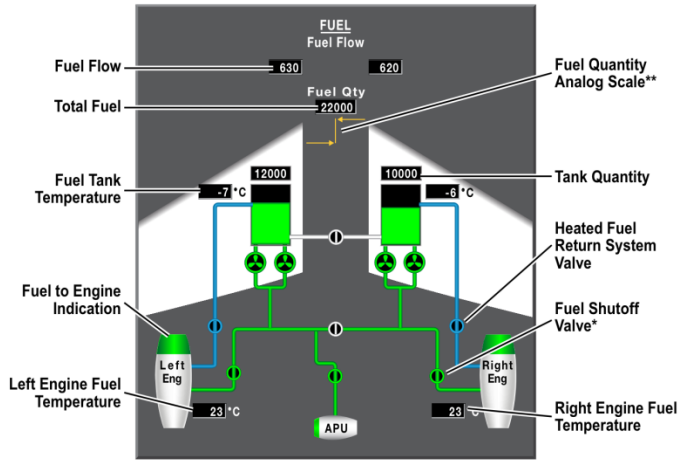 FUEL
Fuel Flow
Fuel Flow
630
620
Fuel Quantity
Analog Scale**
Fuel Qty
Total Fuel
22000
Fuel Tank
Temperature
-7 °C
12000
10000
-6 °C
Tank Quantity
Heated Fuel
Return System
Valve
Fuel to Engine
Indication
Fuel Shutoff
Valve*
Left
Eng
Right
Eng
Left Engine Fuel
Temperature
23 °C
APU
23 °C
Right Engine Fuel
Temperature